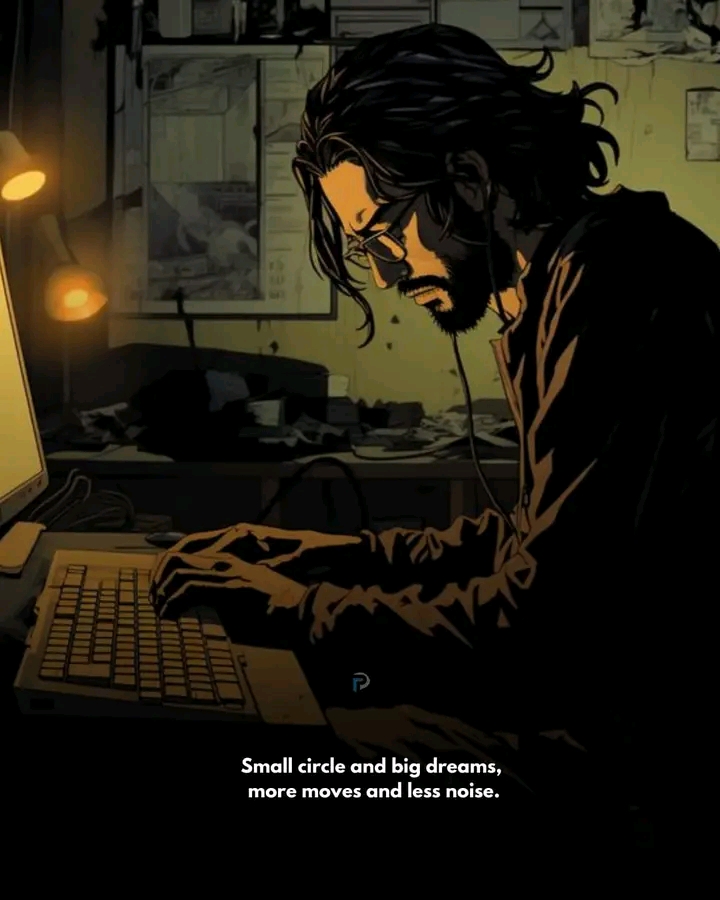 Small circle and big dreams,
more moves and less noise.